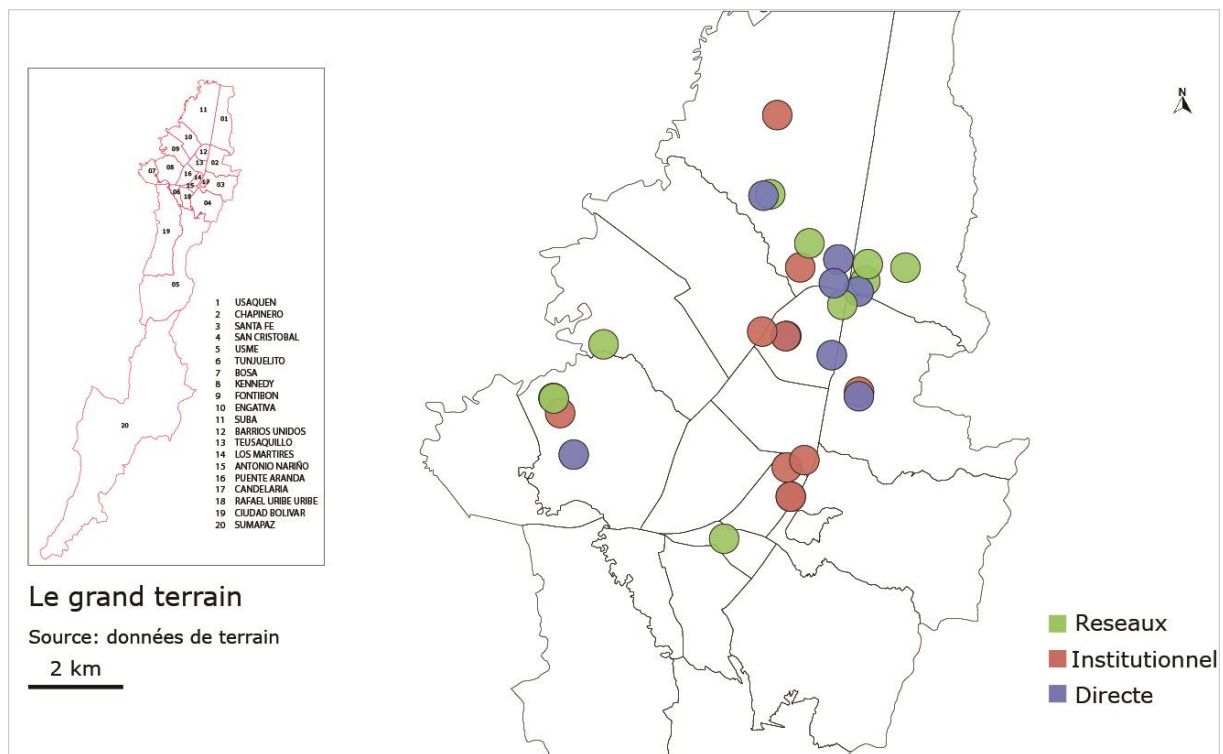 N
11
01
10
09
12
13
02
07
08
16
14
17
03
15
06
18
04
19
05
20
1 USAQUEN
2 CHAPINERO
3 SANTA FE
4 SAN CRISTOBAL
5 USME
6 TUNJUELITO
7 BOSA
8 KENNEDY
9 FONTIBON
10 ENGATIVA
11 SUBA
12 BARRIOS UNIDOS
13 TEUSAQUILLO
14 LOS MARTIRES
15 ANTONIO NARIÑO
16 PUENTE ARANDA
17 CANDELARIA
18 RAFAEL URIBE URIBE
19 CIUDAD BOLIVAR
20 SUMAPAZ
Le grand terrain
Source: données de terrain
2 km
Reseaux
Institutionnel
Directe